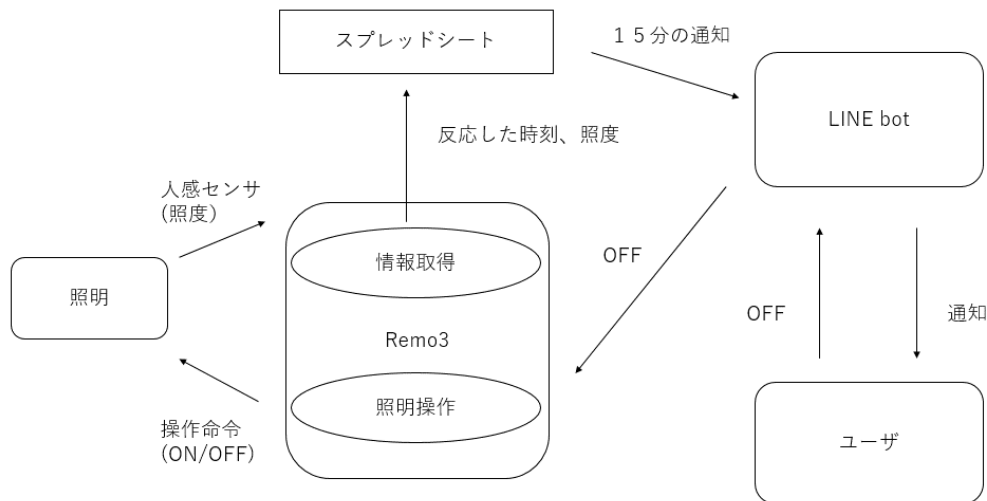 スプレッドシート
１５分の通知
LINE bot
反応した時刻、照度
人感センサ
(照度)
情報取得
OFF
照明
Remo3
OFF
通知
照明操作
操作命令
(ON/OFF)
ユーザ